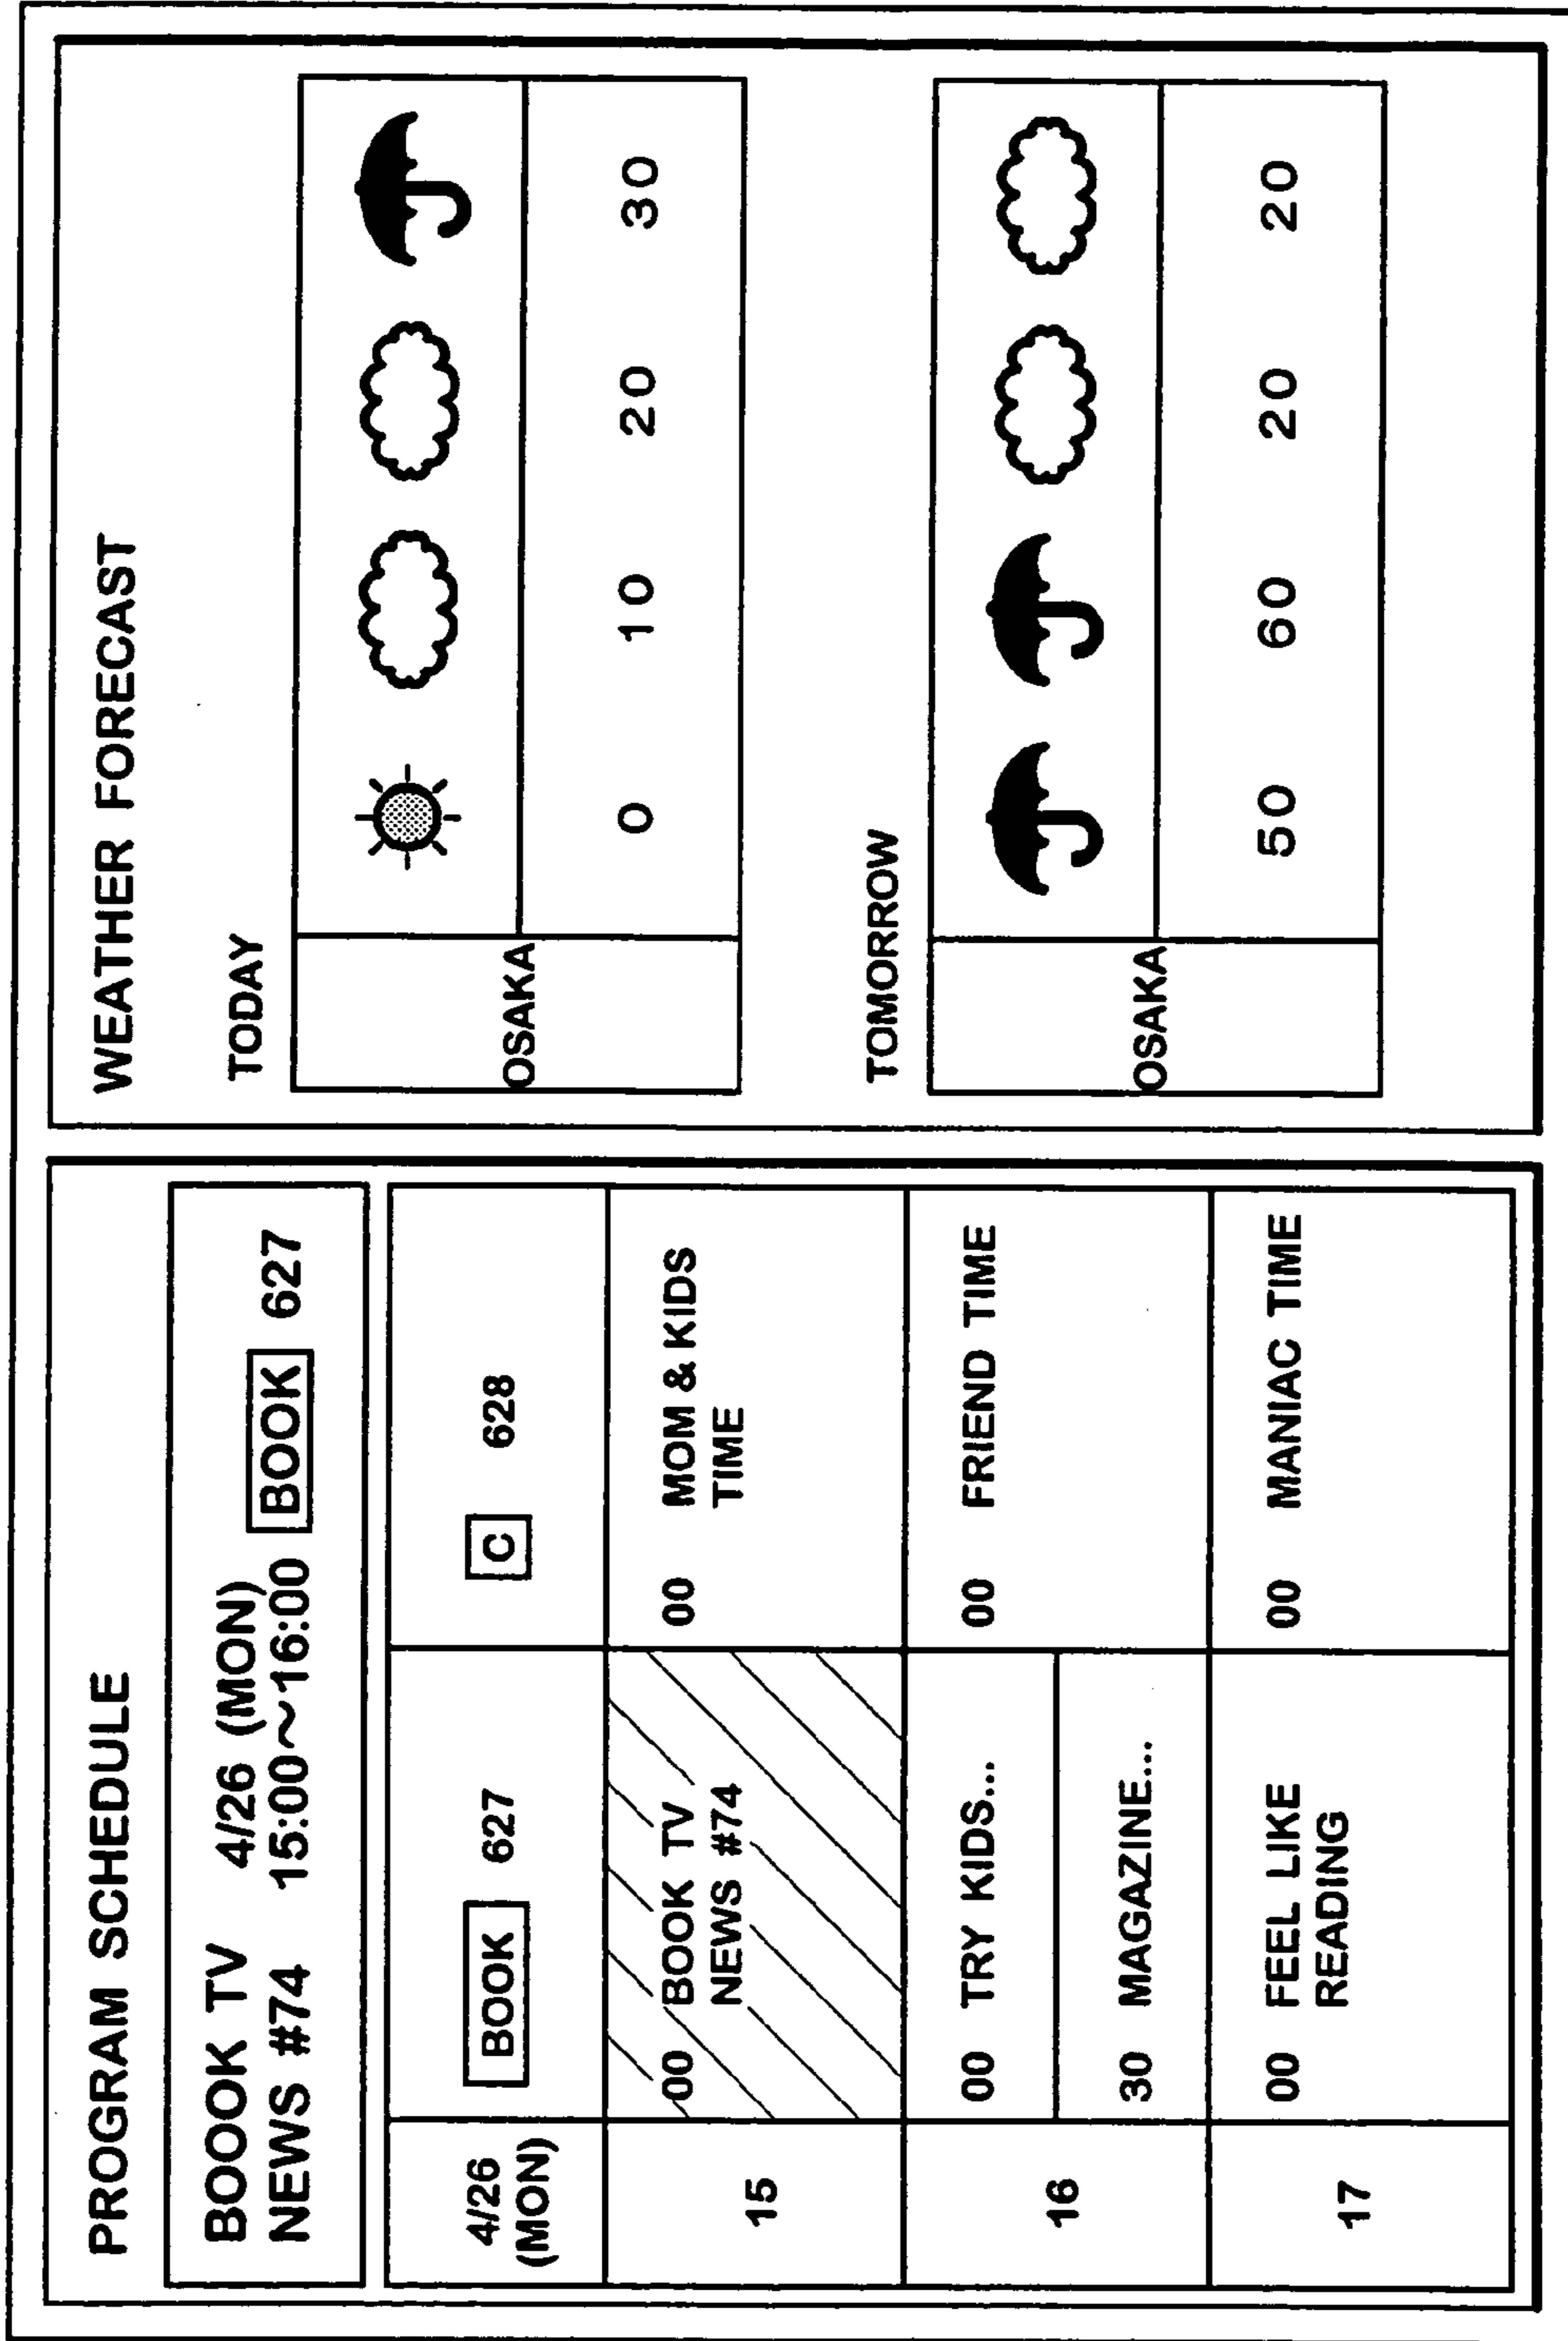 PROGRAM SCHEDULE
BOOOK TV 4/26 (MON)
NEWS #74 15:00~16:00 BOOK 627
4/26 (MON) BOOK 627 C 628
15 00 BOOK TV 00 MOM & KIDS
NEWS #74 TIME
16 00 TRY KIDS... 00 FRIEND TIME
30 MAGAZINE...
17 00 FEEL LIKE 00 MANIAC TIME
READING
WEATHER FORECAST
TODAY
OSAKA
0 10 20 30
TOMORROW
OSAKA
50 60 20 20